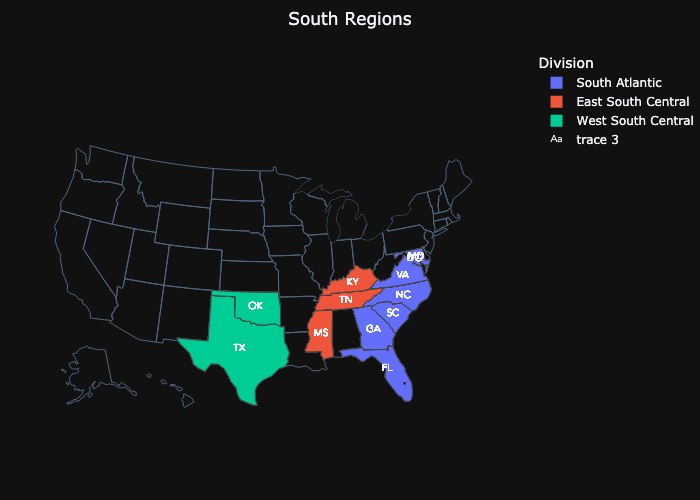 South Regions
Division
South Atlantic
East South Central
West South Central
Aa trace 3
MD
KY
VA
TN
NC
OK
SC
MS
GA
TX
FL